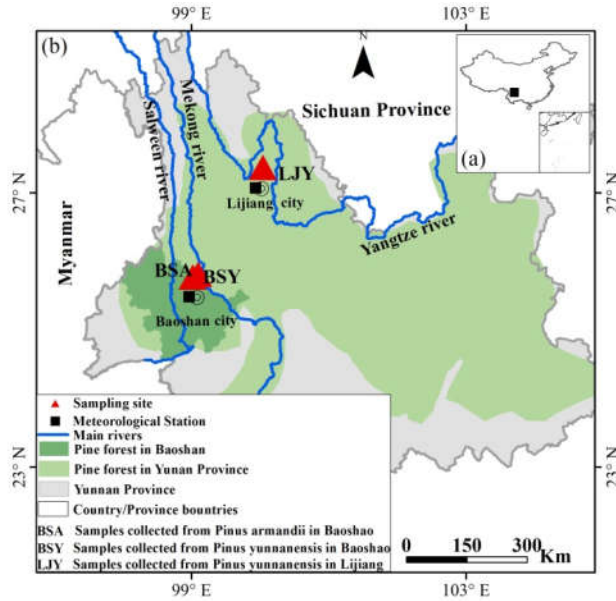 99° E
103° E
(b)
N
Sichuan Province
(a)
Salween river
Mekong river
LJY
Lijiang city
27° N
27° N
Yangtze river
Myanmar
BSA
BSY
Baoshan city
Sampling site
Meteorological Station
Main rivers
Pine forest in Baoshan
Pine forest in Yunan Province
Yunnan Province
Country/Province bountries
BSA Samples collected from Pinus armandii in Baoshao
BSY Samples collected from Pinus yunnanensis in Baoshao
LJY Samples collected from Pinus yunnanensis in Lijiang
23° N
23° N
0 150 300
Km
99° E
103° E